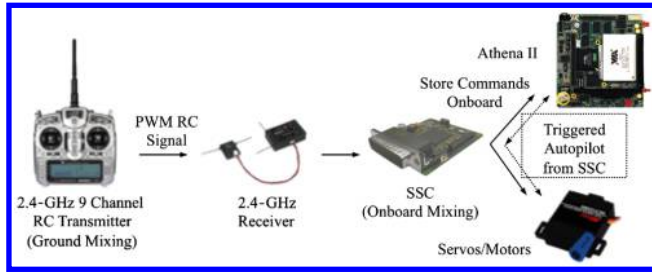 2.4-GHz 9 Channel
RC Transmitter
(Ground Mixing)
PWM RC
Signal
2.4-GHz
Receiver
SSC
(Onboard Mixing)
Athena II
Store Commands
Onboard
Triggered
Autopilot
from SSC
Servos/Motors